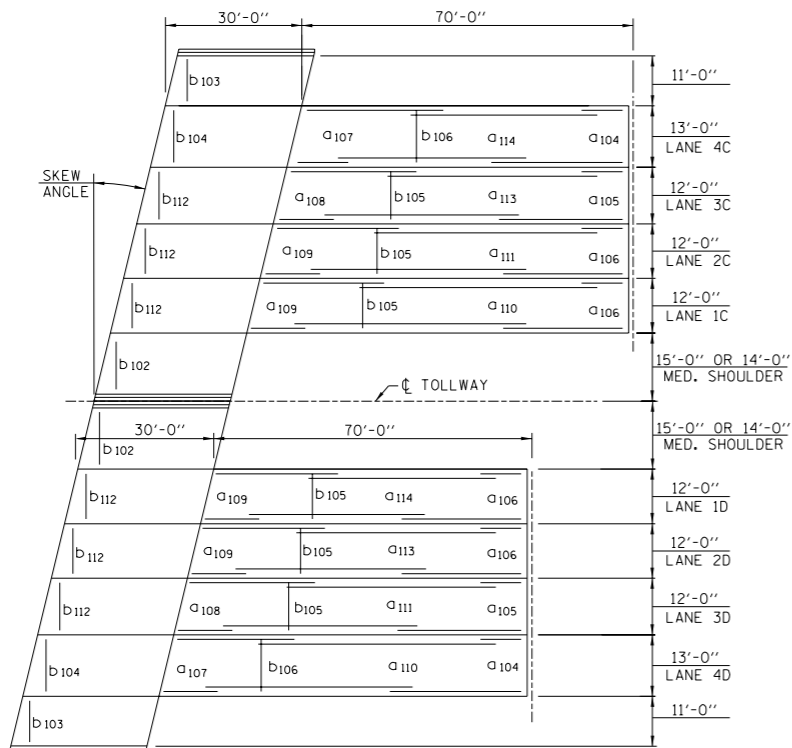 30'-0" 70'-0"
b103 11'-0"
a107 b106 a114 a104 13'-0"
b104 LANE 4C
SKEW ANGLE
b112 a108 b105 a113 a105 12'-0"
LANE 3C
b112 a109 b105 a111 a106 12'-0"
LANE 2C
b112 a109 b105 a110 a106 12'-0"
LANE 1C
b102 15'-0" OR 14'-0"
MED. SHOULDER
℄ TOLLWAY
30'-0" 70'-0" 15'-0" OR 14'-0"
b102 MED. SHOULDER
b112 a109 b105 a114 a106 12'-0"
LANE 1D
b112 a109 b105 a113 a106 12'-0"
LANE 2D
b112 a108 b105 a111 a105 12'-0"
LANE 3D
b104 a107 b106 a110 a104 13'-0"
LANE 4D
b103 11'-0"